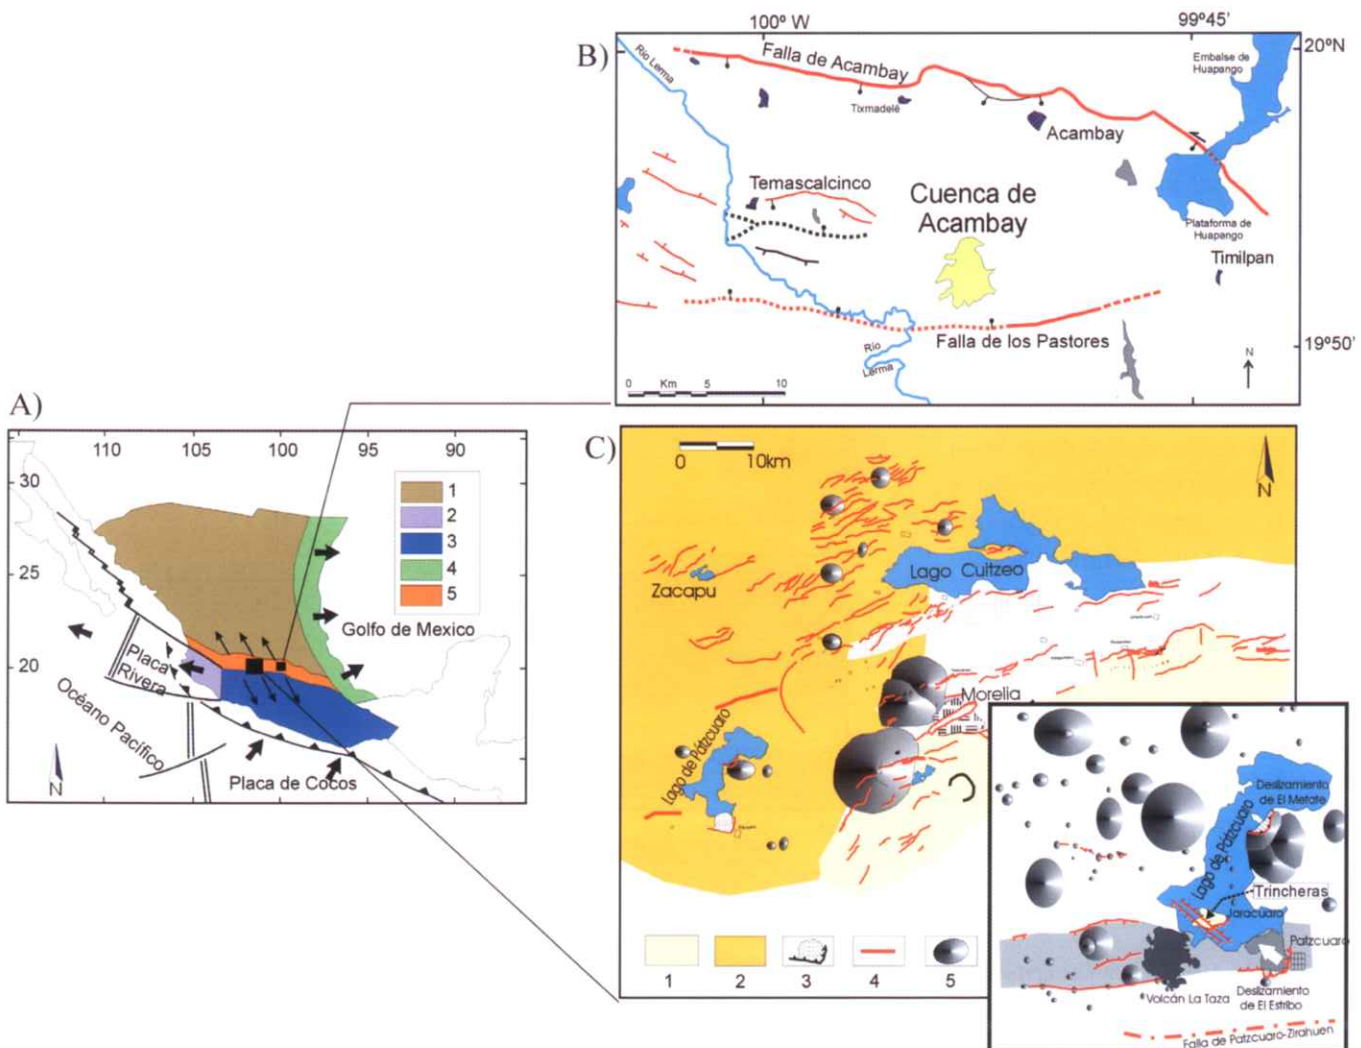 B)
100º W
99º45'
20ºN
Río Lerma
Falla de Acambay
Embalse de
Huapango
Tixmadelé
Acambay
Temascalcinco
Cuenca de
Acambay
Plataforma de
Huapango
Timilpan
Falla de los Pastores
Río
Lerma
19º50'
0 Km 5 10
N
A)
110 105 100 95 90
30
25
20
1
2
3
4
5
Golfo de Mexico
Placa
Rivera
Océano Pacífico
Placa de Cocos
N
C)
0 10km
N
Zacapu
Lago Cuitzeo
Morelia
Lago de Pátzcuaro
1 2 3 4 5
Deslizamiento
de El Metate
Lago de Pátzcuaro
Trincheras
Jaracuaro
Patzcuaro
Volcán La Taza
Deslizamiento
de El Estribo
Falla de Patzcuaro-Zirahuen